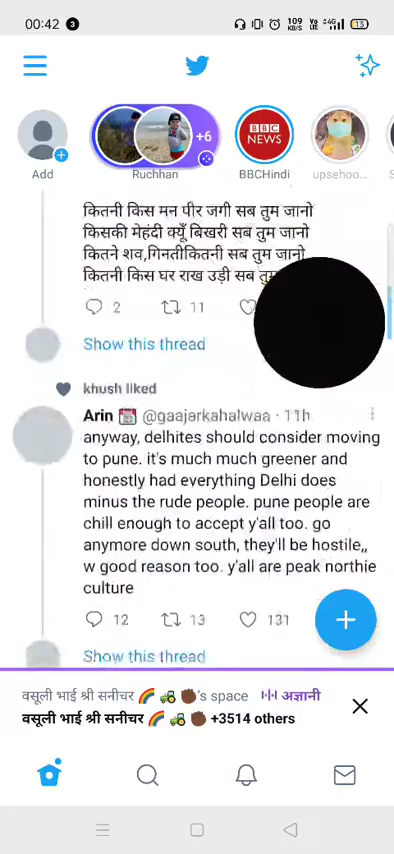 00:42 3 109 KB/S Vo LTE 4G 13
+6
BBC NEWS
Add Ruchhan BBCHindi upsehoo...
कितनी किस मन पीर जगी सब तुम जानो
किसकी मेहंदी क्यूँ बिखरी सब तुम जानो
कितने शव,गिनतीकितनी सब तुम जानो
कितनी किस घर राख उड़ी सब
2 11
Show this thread
khush liked
Arin @gaajarkahalwaa · 11h
anyway, delhites should consider moving
to pune. it's much much greener and
honestly had everything Delhi does
minus the rude people. pune people are
chill enough to accept y'all too. go
anymore down south, they'll be hostile,,
w good reason too. y'all are peak northie
culture
12 13 131
Show this thread
वसूली भाई श्री सनीचर 🌈 🚜 ✊🏿's space अज्ञानी
वसूली भाई श्री सनीचर 🌈 🚜 ✊🏿 +3514 others